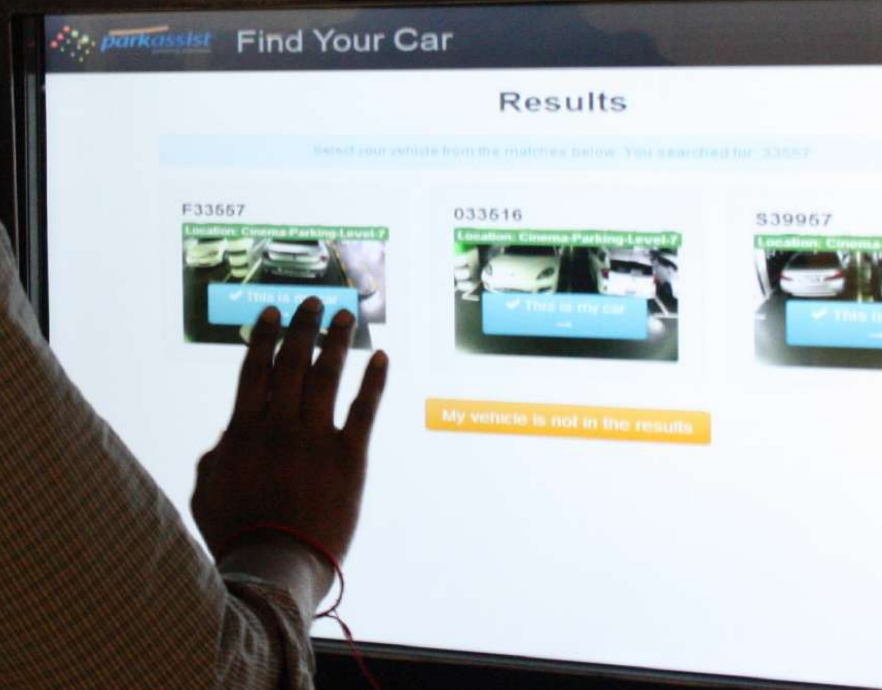 parkassist Find Your Car
Results
Select your vehicle from the matches below. You searched for: 33557
F33557
Location: Cinema-Parking-Level-7
This is my car
033516
Location: Cinema-Parking-Level-7
This is my car
S39957
Location: Cinema
This is
My vehicle is not in the results